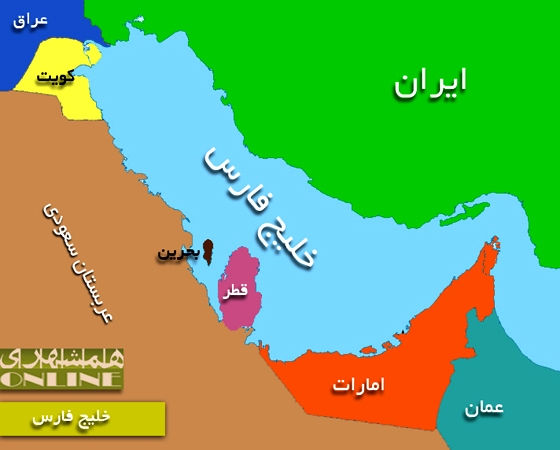 عراق
کویت
ایران
خلیج فارس
عربستان سعودی
بحرین
قطر
همشهری
ONLINE
امارات
عمان
خلیج فارس